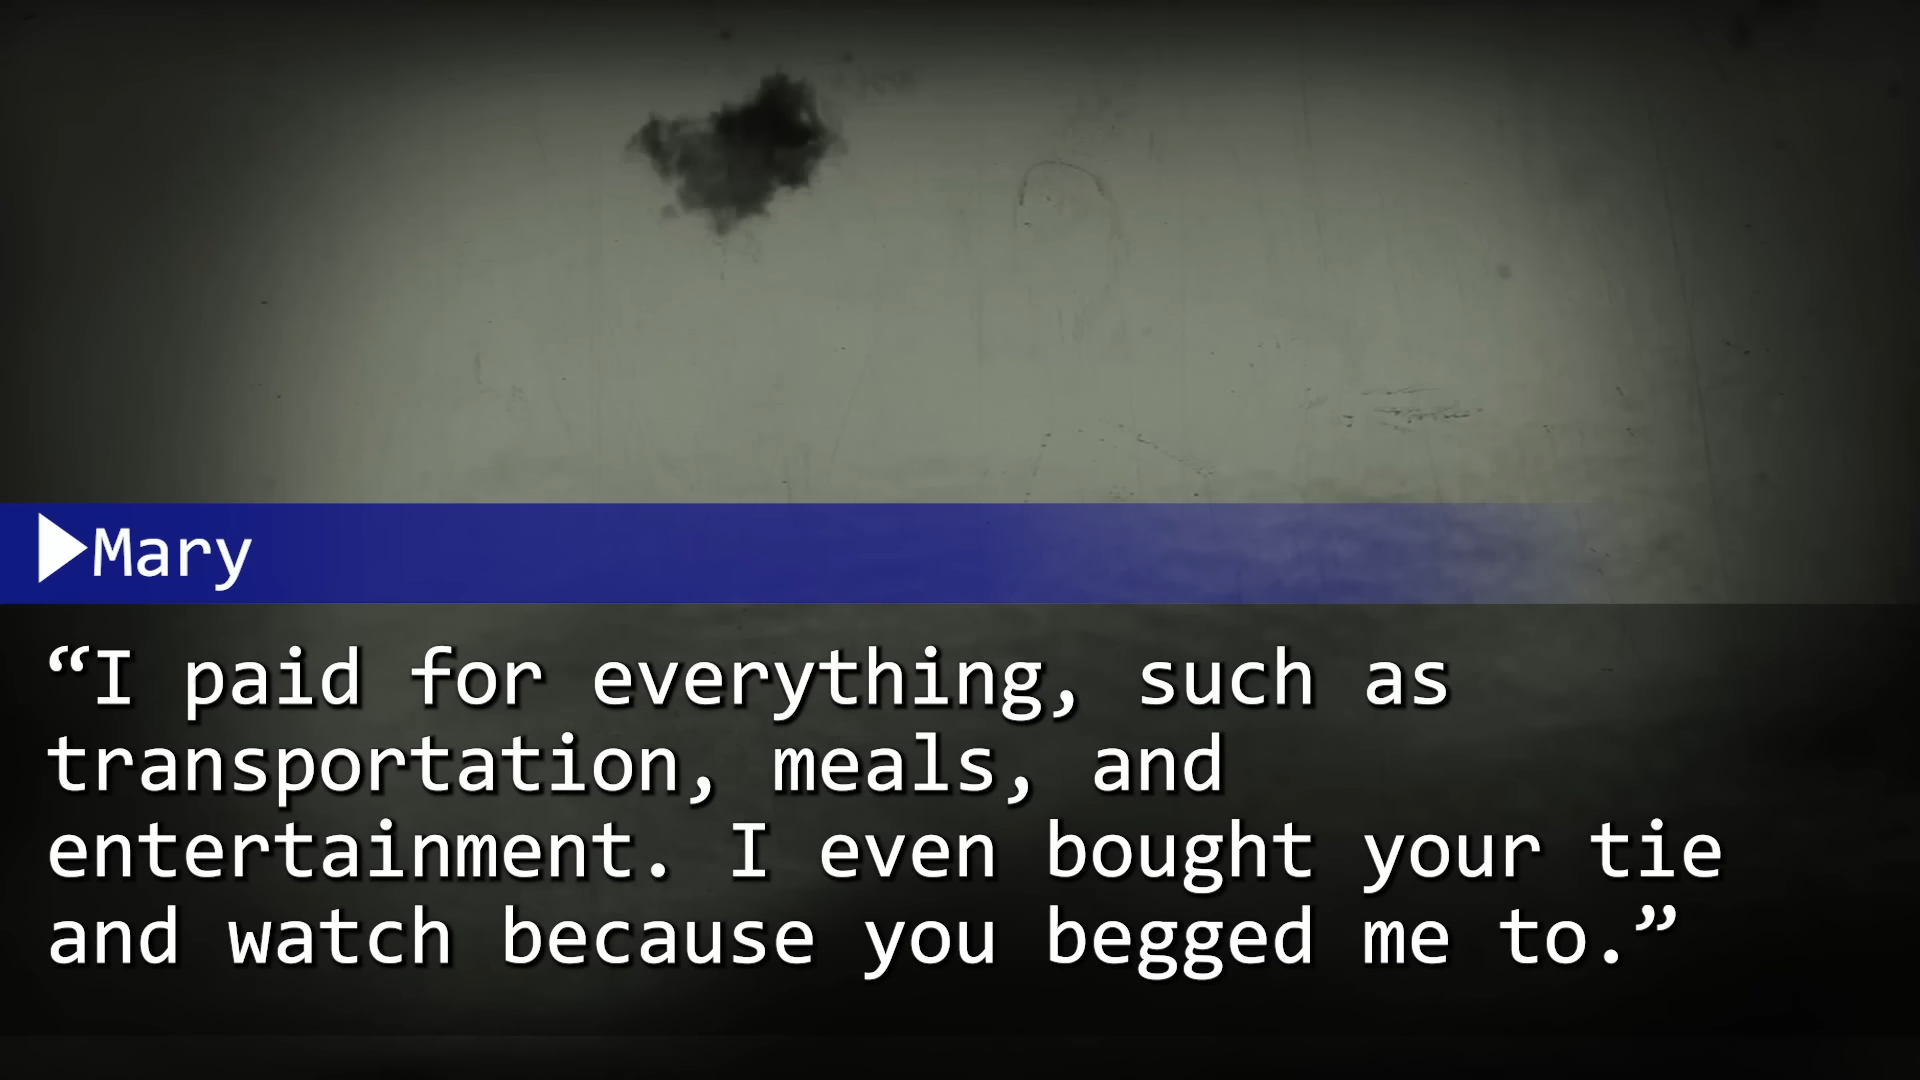 ▶Mary
“I paid for everything, such as
transportation, meals, and
entertainment. I even bought your tie
and watch because you begged me to.”